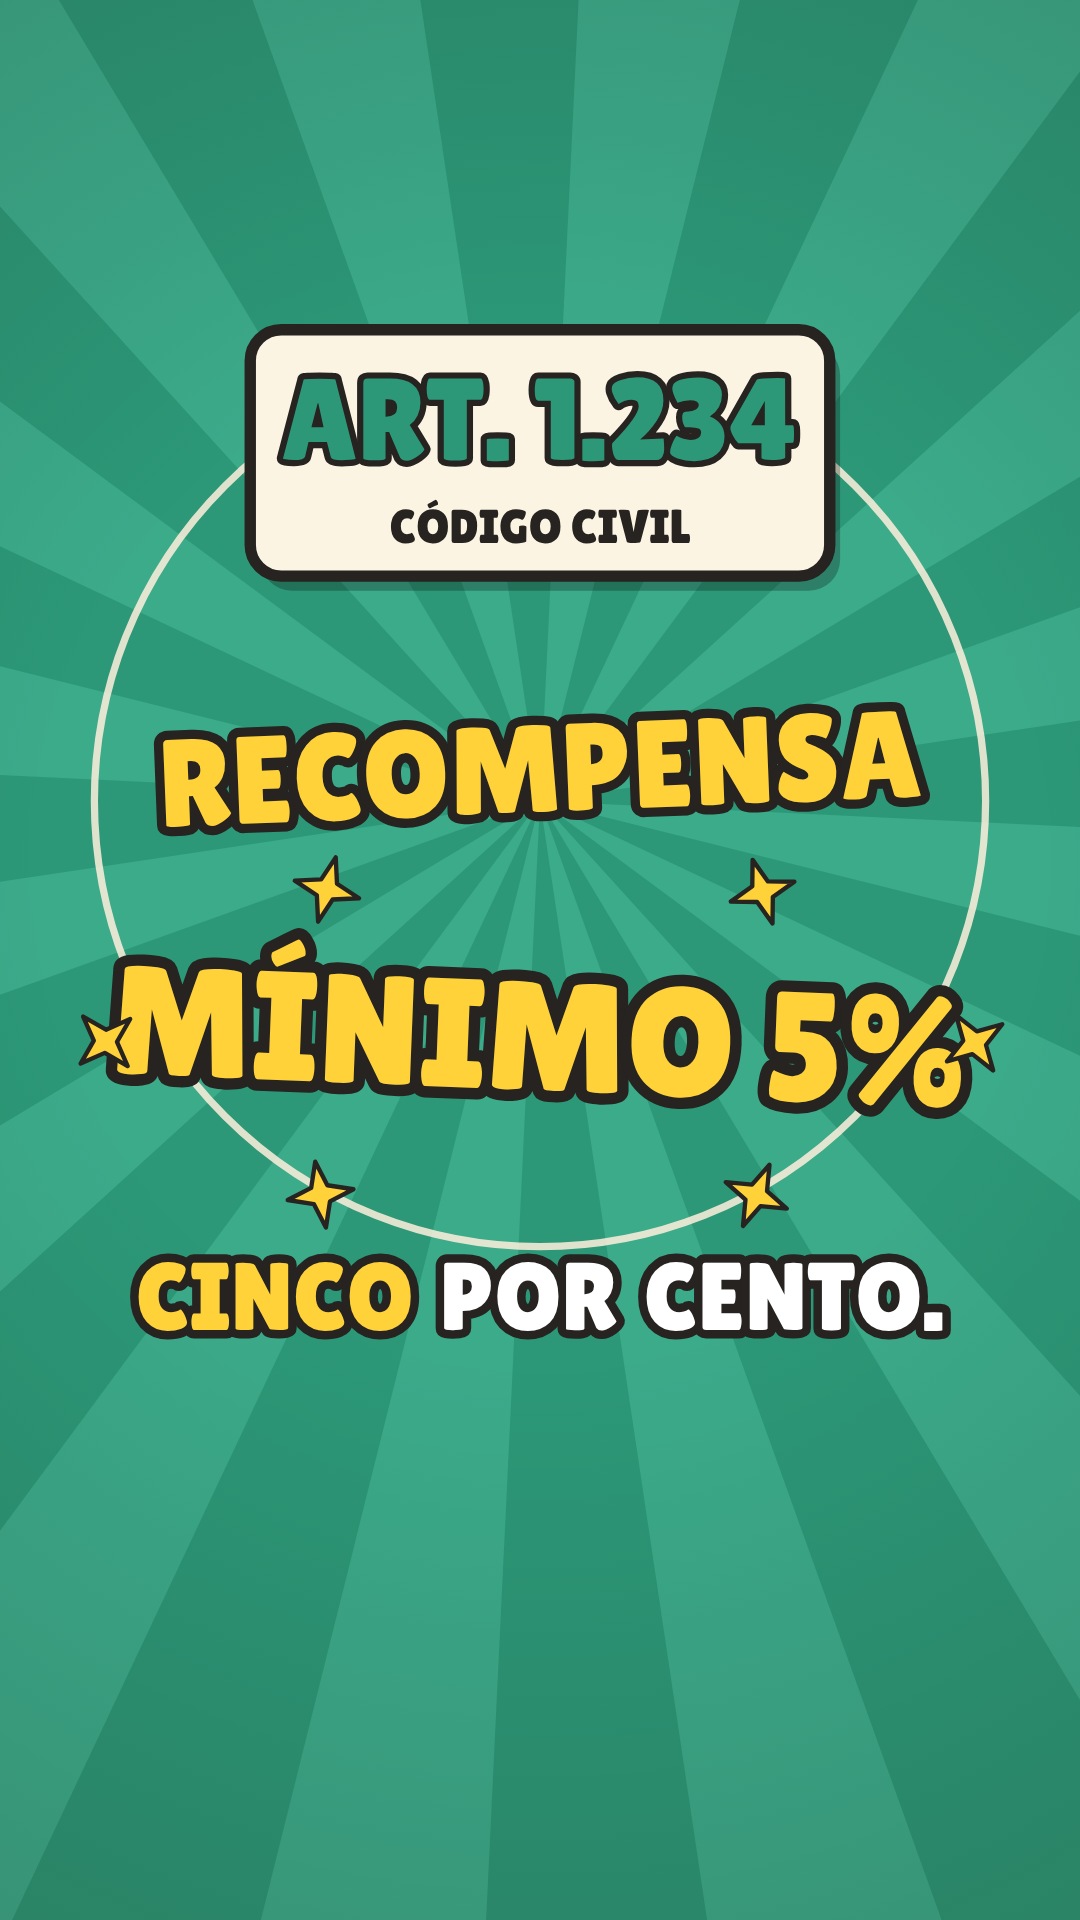 ART. 1.234
CÓDIGO CIVIL
RECOMPENSA
MÍNIMO 5%
CINCO POR CENTO.